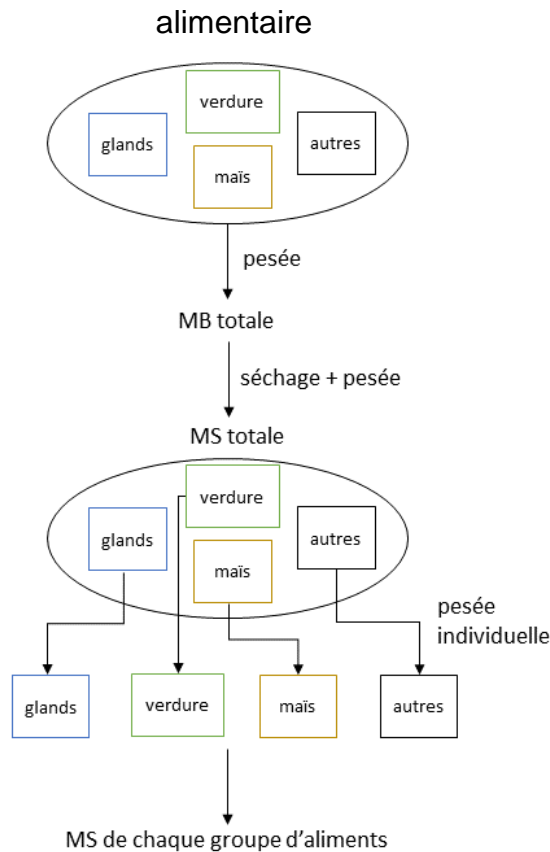 alimentaire
verdure
glands
autres
maïs
pesée
MB totale
séchage + pesée
MS totale
verdure
glands
autres
maïs
pesée
individuelle
glands
verdure
maïs
autres
MS de chaque groupe d'aliments